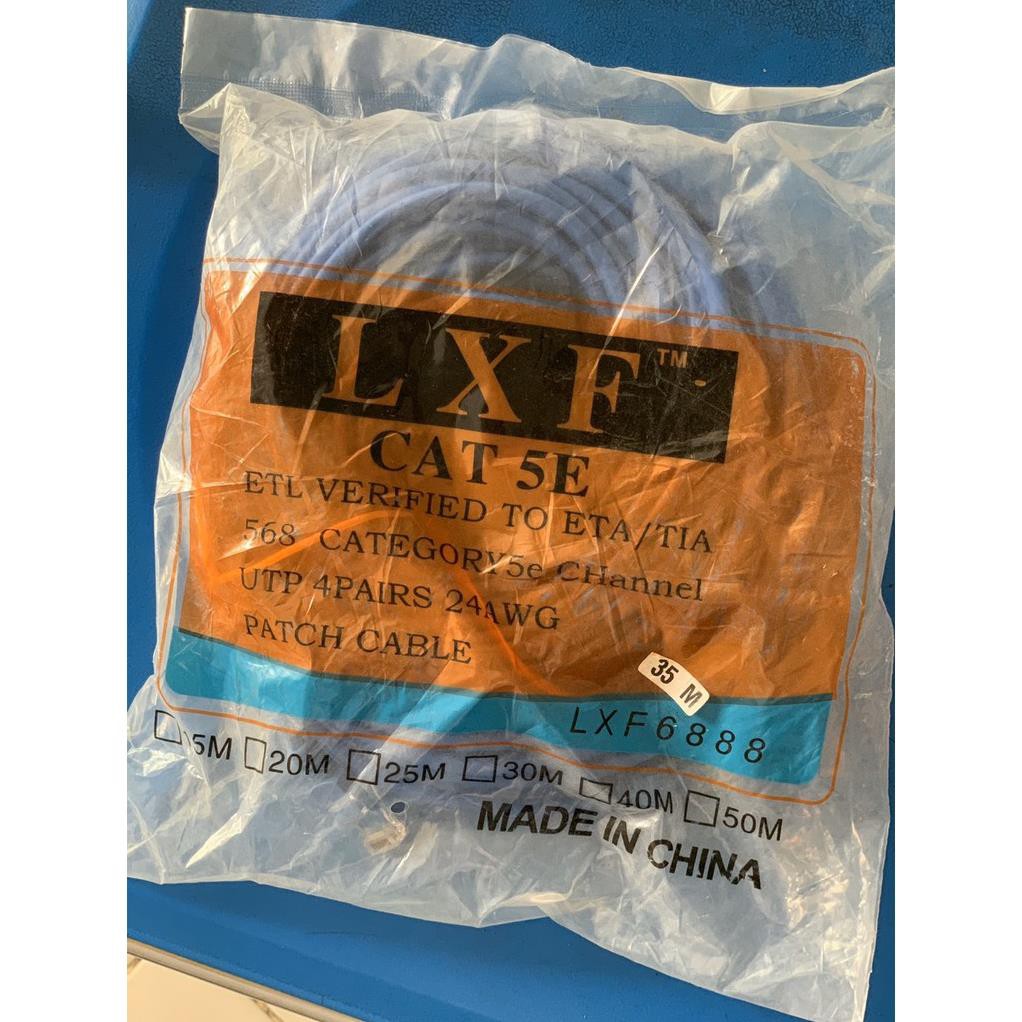 LXF™
CAT 5E
ETL VERIFIED TO ETA/TIA
568 CATEGORY5e CHannel
UTP 4PAIRS 24AWG
PATCH CABLE
35 M
LXF6888
20M 25M 30M 40M 50M
MADE IN CHINA